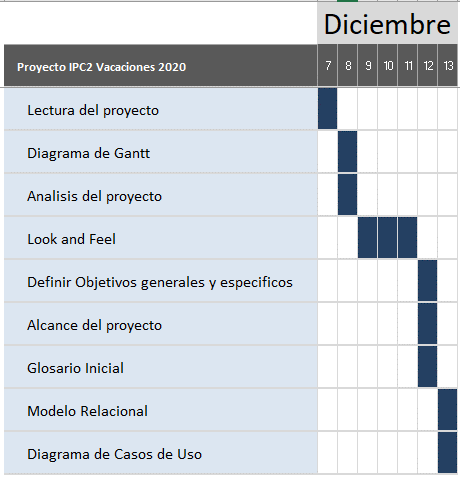 Diciembre
Proyecto IPC2 Vacaciones 2020 7 8 9 10 11 12 13
Lectura del proyecto
Diagrama de Gantt
Analisis del proyecto
Look and Feel
Definir Objetivos generales y especificos
Alcance del proyecto
Glosario Inicial
Modelo Relacional
Diagrama de Casos de Uso